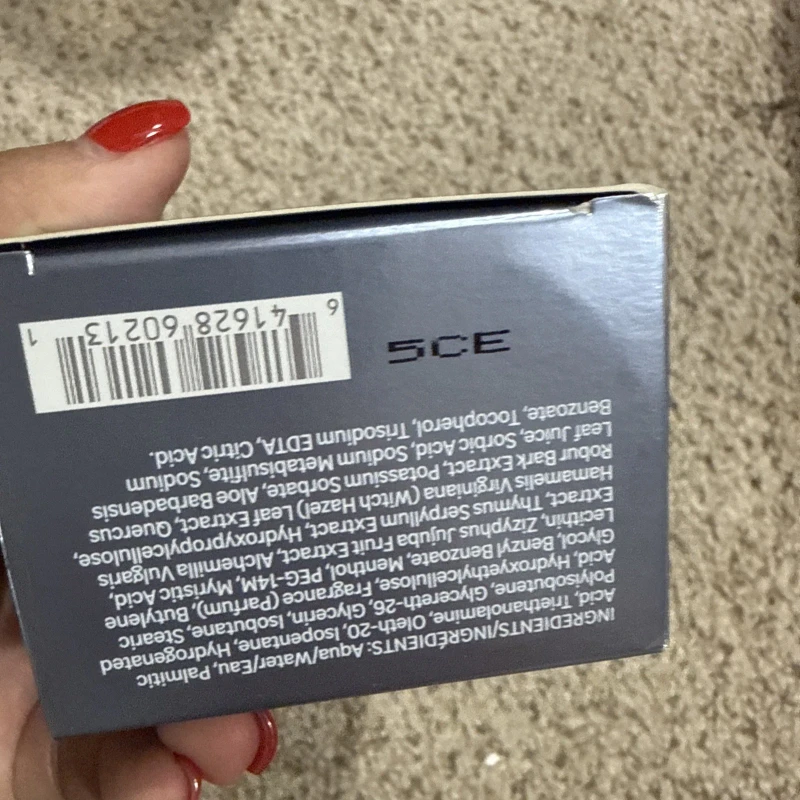 INGREDIENTS/INGRÉDIENTS: Aqua/Water/Eau, Palmitic
Acid, Triethanolamine, Oleth-20, Isopentane, Hydrogenated
Polyisobutene, Glycereth-26, Glycerin, Isobutane, Stearic
Acid, Hydroxyethylcellulose, Fragrance (Parfum), Butylene
Glycol, Benzyl Benzoate, Menthol, PEG-14M, Myristic Acid,
Lecithin, Zizyphus Jujuba Fruit Extract, Alchemilla Vulgaris
Extract, Thymus Serpyllum Extract, Hydroxypropylcellulose,
Hamamelis Virginiana (Witch Hazel) Leaf Extract, Quercus
Robur Bark Extract, Potassium Sorbate, Aloe Barbadensis
Leaf Juice, Sorbic Acid, Sodium Metabisulfite, Sodium
Benzoate, Tocopherol, Trisodium EDTA, Citric Acid.
5CE
6 41628 60213 1